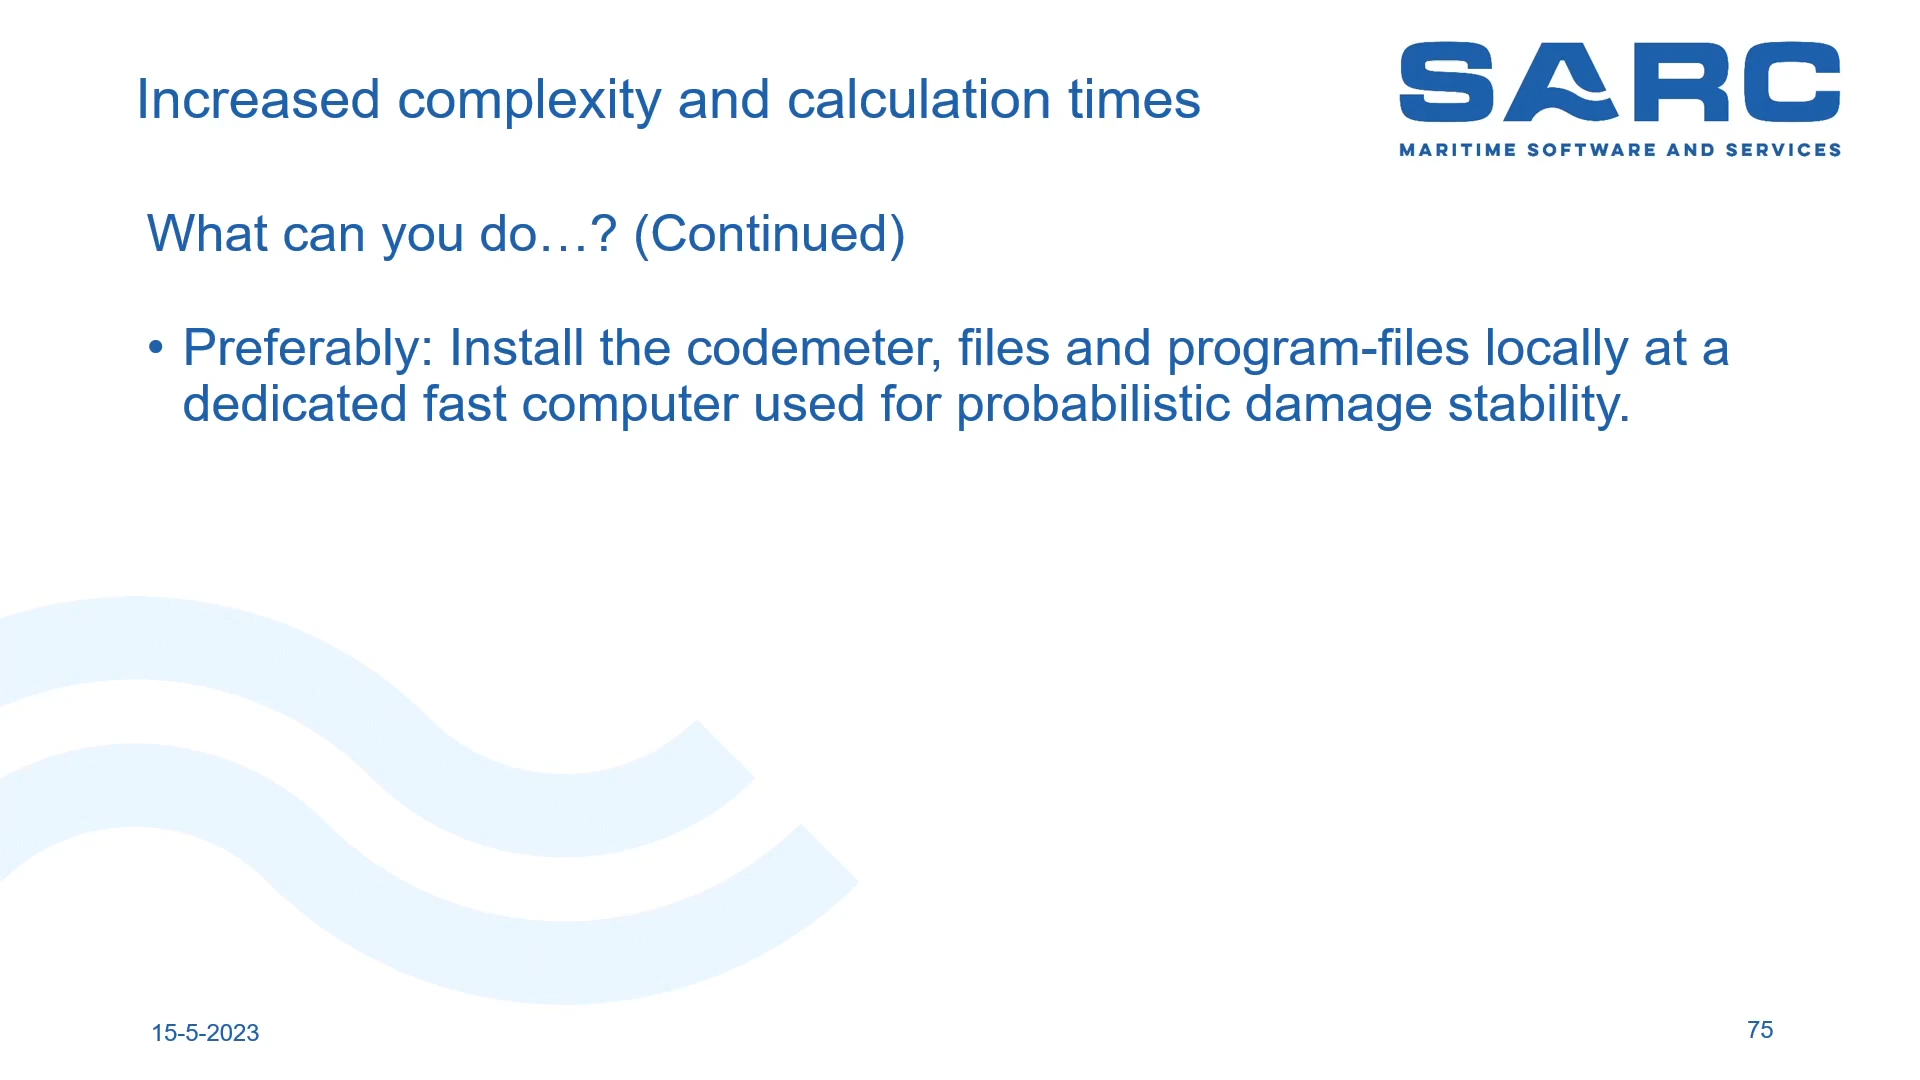 Increased complexity and calculation times
SARC
MARITIME SOFTWARE AND SERVICES
What can you do…? (Continued)
• Preferably: Install the codemeter, files and program-files locally at a
dedicated fast computer used for probabilistic damage stability.
15-5-2023
75